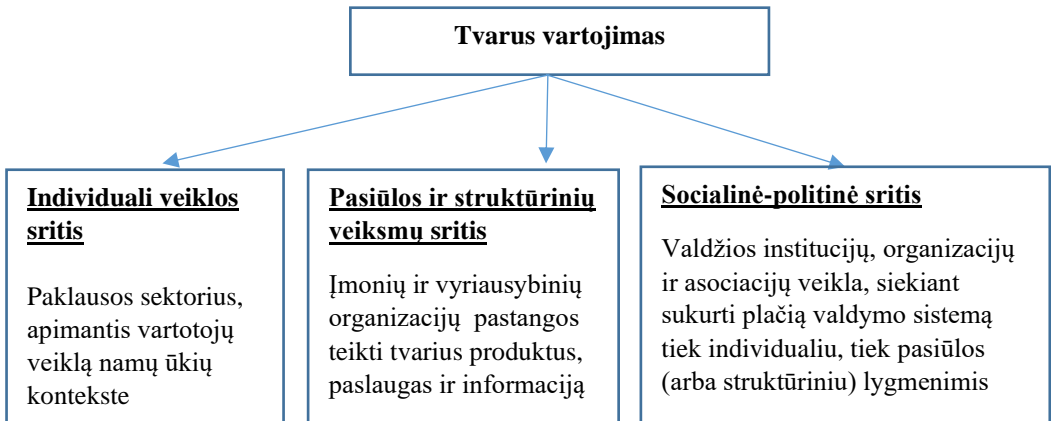 Tvarus vartojimas
Individuali veiklos
sritis
Paklausos sektorius,
apimantis vartotojų
veiklą namų ūkių
kontekste
Pasiūlos ir struktūrinių
veiksmų sritis
Įmonių ir vyriausybinių
organizacijų pastangos
teikti tvarius produktus,
paslaugas ir informaciją
Socialinė-politinė sritis
Valdžios institucijų, organizacijų
ir asociacijų veikla, siekiant
sukurti plačią valdymo sistemą
tiek individualiu, tiek pasiūlos
(arba struktūriniu) lygmenimis